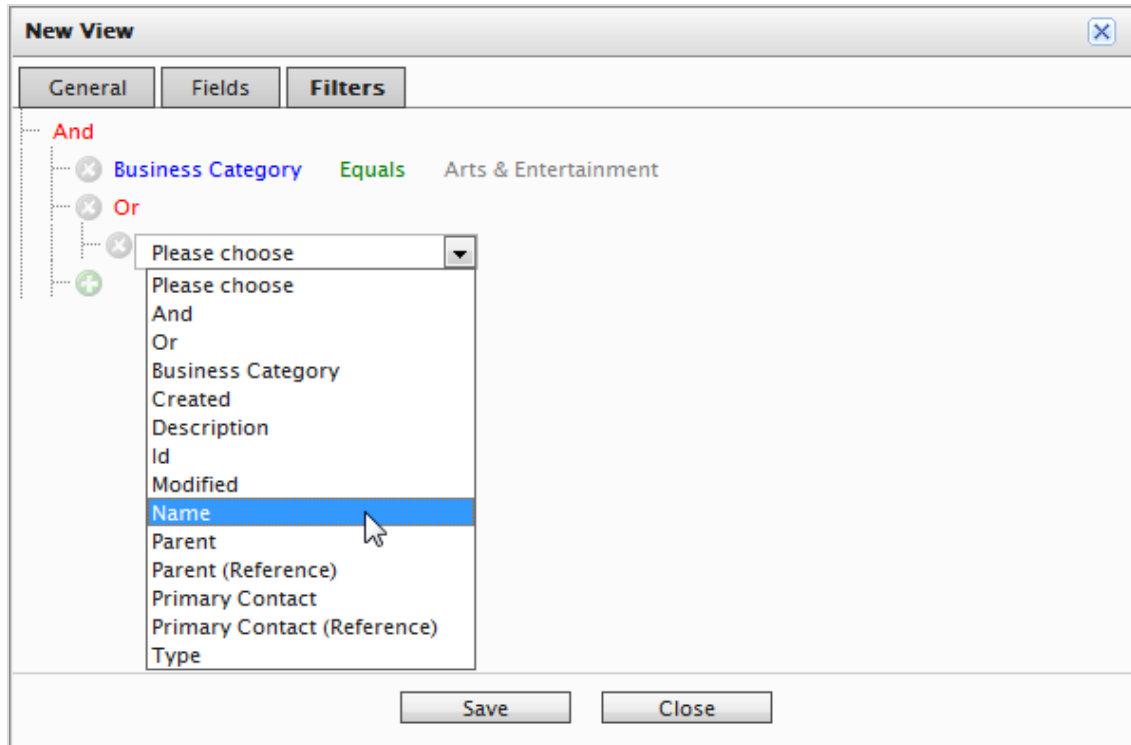 New View
General Fields Filters
And
Business Category Equals Arts & Entertainment
Or
Please choose
Please choose
And
Or
Business Category
Created
Description
Id
Modified
Name
Parent
Parent (Reference)
Primary Contact
Primary Contact (Reference)
Type
Save Close